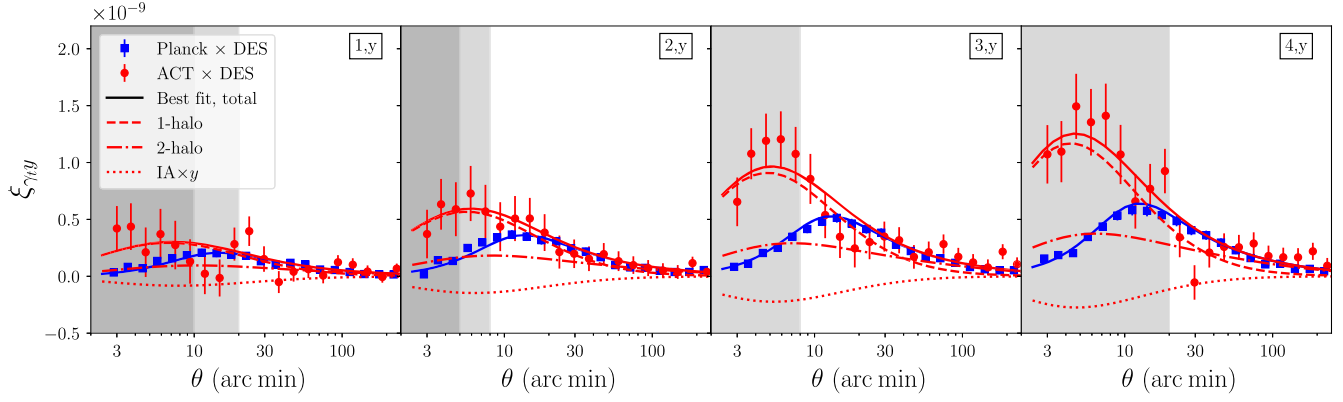 ×10⁻⁹
2.0
1.5
1.0
0.5
0.0
−0.5
ξγty
Planck × DES
ACT × DES
Best fit, total
1-halo
2-halo
IA×y
1,y
2,y
3,y
4,y
3 10 30 100
3 10 30 100
3 10 30 100
3 10 30 100
θ (arc min)
θ (arc min)
θ (arc min)
θ (arc min)